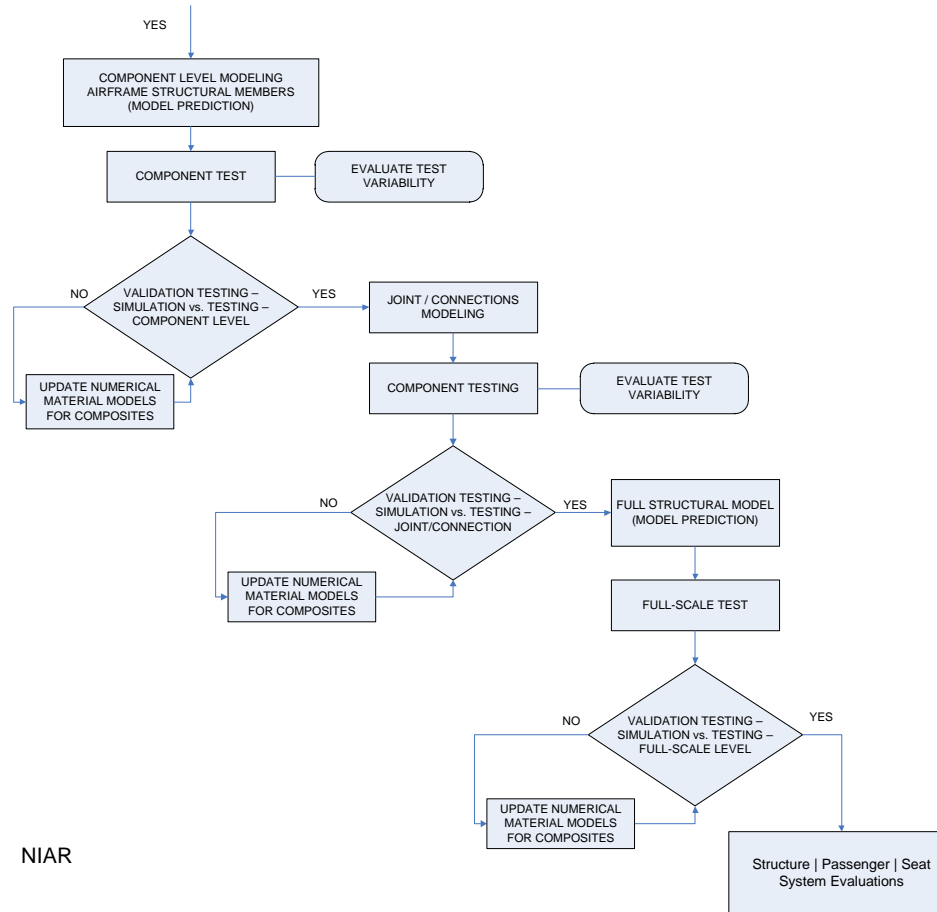 YES
COMPONENT LEVEL MODELING
AIRFRAME STRUCTURAL MEMBERS
(MODEL PREDICTION)
COMPONENT TEST
EVALUATE TEST
VARIABILITY
NO
VALIDATION TESTING –
SIMULATION vs. TESTING –
COMPONENT LEVEL
YES
JOINT / CONNECTIONS
MODELING
UPDATE NUMERICAL
MATERIAL MODELS
FOR COMPOSITES
COMPONENT TESTING
EVALUATE TEST
VARIABILITY
NO
VALIDATION TESTING –
SIMULATION vs. TESTING –
JOINT/CONNECTION
YES
FULL STRUCTURAL MODEL
(MODEL PREDICTION)
UPDATE NUMERICAL
MATERIAL MODELS
FOR COMPOSITES
FULL-SCALE TEST
NO
VALIDATION TESTING –
SIMULATION vs. TESTING –
FULL-SCALE LEVEL
YES
UPDATE NUMERICAL
MATERIAL MODELS
FOR COMPOSITES
NIAR
Structure | Passenger | Seat
System Evaluations